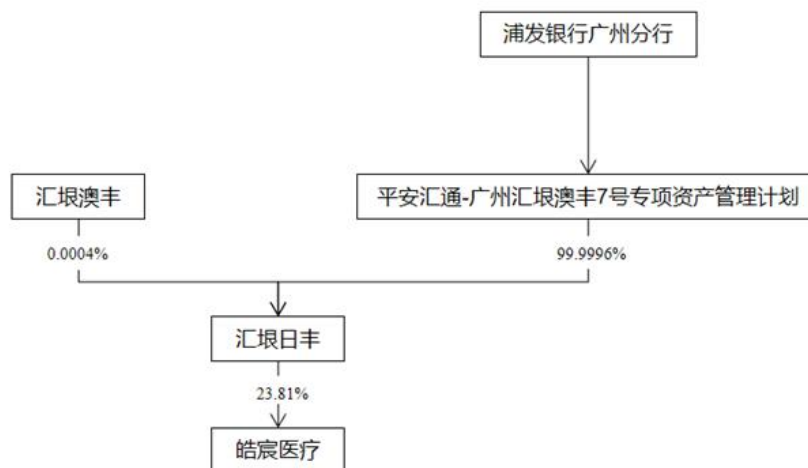 浦发银行广州分行
汇垠澳丰
平安汇通-广州汇垠澳丰7号专项资产管理计划
0.0004%
99.9996%
汇垠日丰
23.81%
皓宸医疗